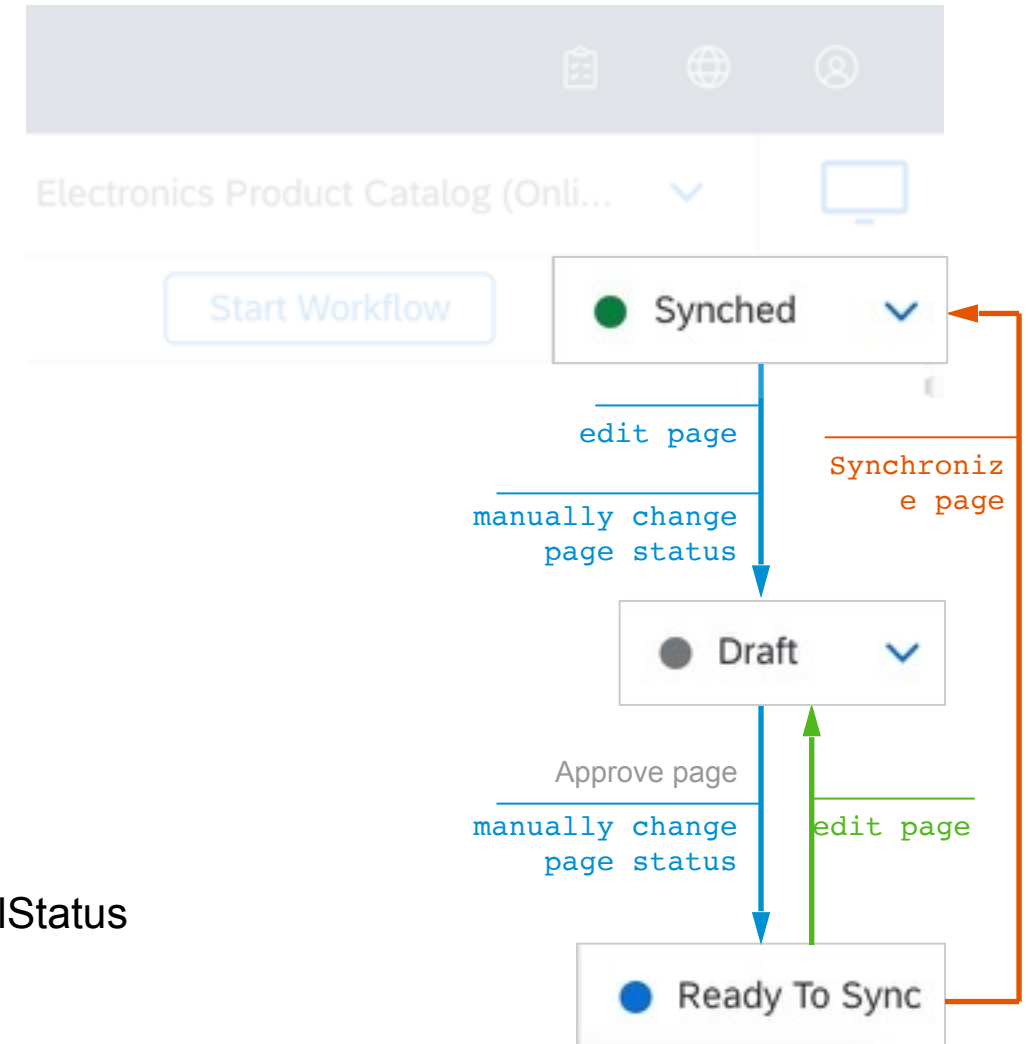 Electronics Product Catalog (Onli...
Start Workflow
Synched
edit page
Synchroniz
e page
manually change
page status
Draft
Approve page
manually change
page status
edit page
lStatus
Ready To Sync